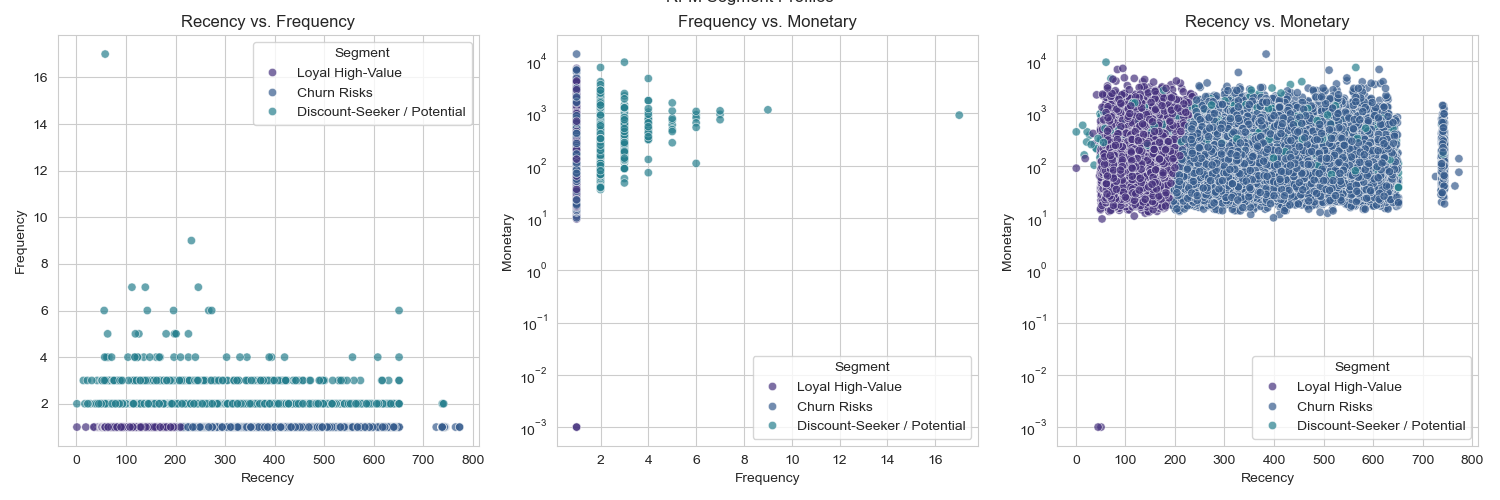 Recency vs. Frequency
Segment
Loyal High-Value
Churn Risks
Discount-Seeker / Potential
16
14
12
10
8
6
4
2
Frequency
0 100 200 300 400 500 600 700 800
Recency
Frequency vs. Monetary
10^4
10^3
10^2
10^1
10^0
10^−1
10^−2
10^−3
Monetary
Segment
Loyal High-Value
Churn Risks
Discount-Seeker / Potential
2 4 6 8 10 12 14 16
Frequency
Recency vs. Monetary
10^4
10^3
10^2
10^1
10^0
10^−1
10^−2
10^−3
Monetary
Segment
Loyal High-Value
Churn Risks
Discount-Seeker / Potential
0 100 200 300 400 500 600 700 800
Recency